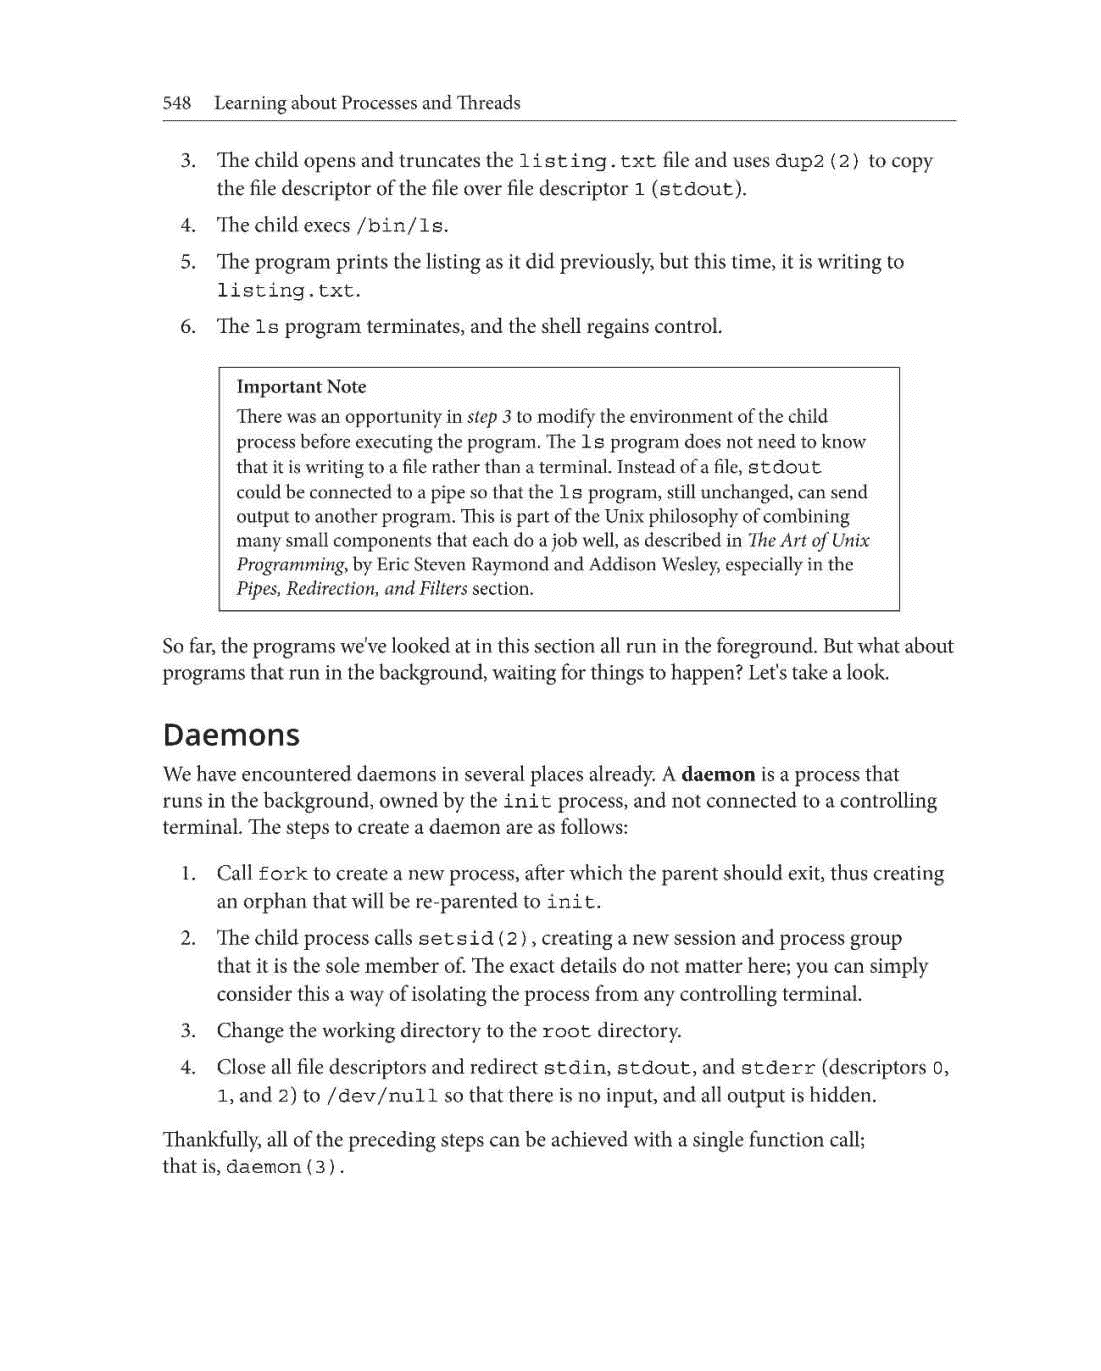 548 Learning about Processes and Threads
3. The child opens and truncates the listing.txt file and uses dup2(2) to copy
the file descriptor of the file over file descriptor 1 (stdout).
4. The child execs /bin/ls.
5. The program prints the listing as it did previously, but this time, it is writing to
listing.txt.
6. The ls program terminates, and the shell regains control.
Important Note
There was an opportunity in step 3 to modify the environment of the child
process before executing the program. The ls program does not need to know
that it is writing to a file rather than a terminal. Instead of a file, stdout
could be connected to a pipe so that the ls program, still unchanged, can send
output to another program. This is part of the Unix philosophy of combining
many small components that each do a job well, as described in The Art of Unix
Programming, by Eric Steven Raymond and Addison Wesley, especially in the
Pipes, Redirection, and Filters section.
So far, the programs we've looked at in this section all run in the foreground. But what about
programs that run in the background, waiting for things to happen? Let's take a look.
Daemons
We have encountered daemons in several places already. A daemon is a process that
runs in the background, owned by the init process, and not connected to a controlling
terminal. The steps to create a daemon are as follows:
1. Call fork to create a new process, after which the parent should exit, thus creating
an orphan that will be re-parented to init.
2. The child process calls setsid(2), creating a new session and process group
that it is the sole member of. The exact details do not matter here; you can simply
consider this a way of isolating the process from any controlling terminal.
3. Change the working directory to the root directory.
4. Close all file descriptors and redirect stdin, stdout, and stderr (descriptors 0,
1, and 2) to /dev/null so that there is no input, and all output is hidden.
Thankfully, all of the preceding steps can be achieved with a single function call;
that is, daemon(3).